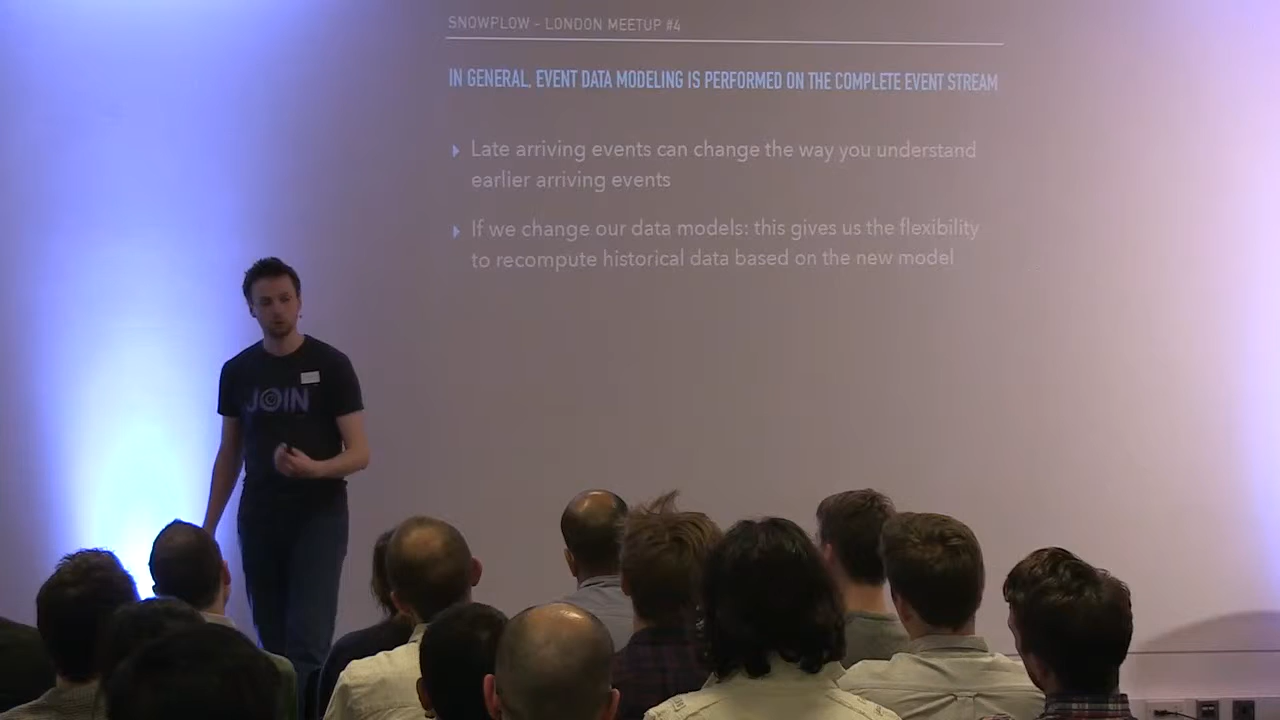 SNOWPLOW – LONDON MEETUP #4
IN GENERAL, EVENT DATA MODELING IS PERFORMED ON THE COMPLETE EVENT STREAM
Late arriving events can change the way you understand
earlier arriving events
If we change our data models: this gives us the flexibility
to recompute historical data based on the new model
JOIN